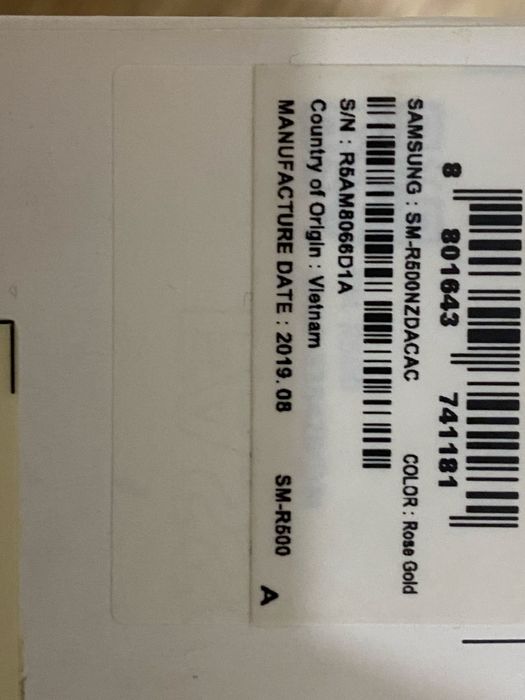 8 801643 741181
SAMSUNG : SM-R500NZDACAC COLOR : Rose Gold
S/N : R5AM8066D1A
Country of Origin : Vietnam
MANUFACTURE DATE : 2019.08 SM-R500 A